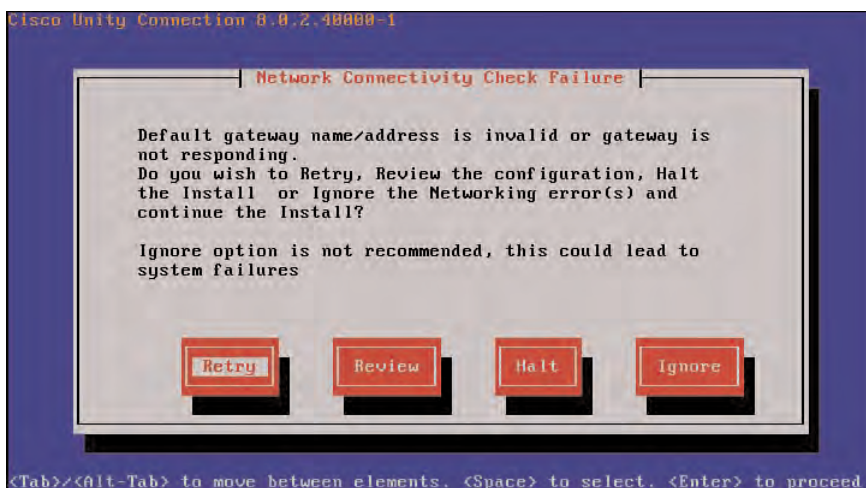 Cisco Unity Connection 8.0.2.40000-1
Network Connectivity Check Failure
Default gateway name/address is invalid or gateway is
not responding.
Do you wish to Retry, Review the configuration, Halt
the Install or Ignore the Networking error(s) and
continue the Install?
Ignore option is not recommended, this could lead to
system failures
Retry Review Halt Ignore
<Tab>/<Alt-Tab> to move between elements. <Space> to select. <Enter> to proceed